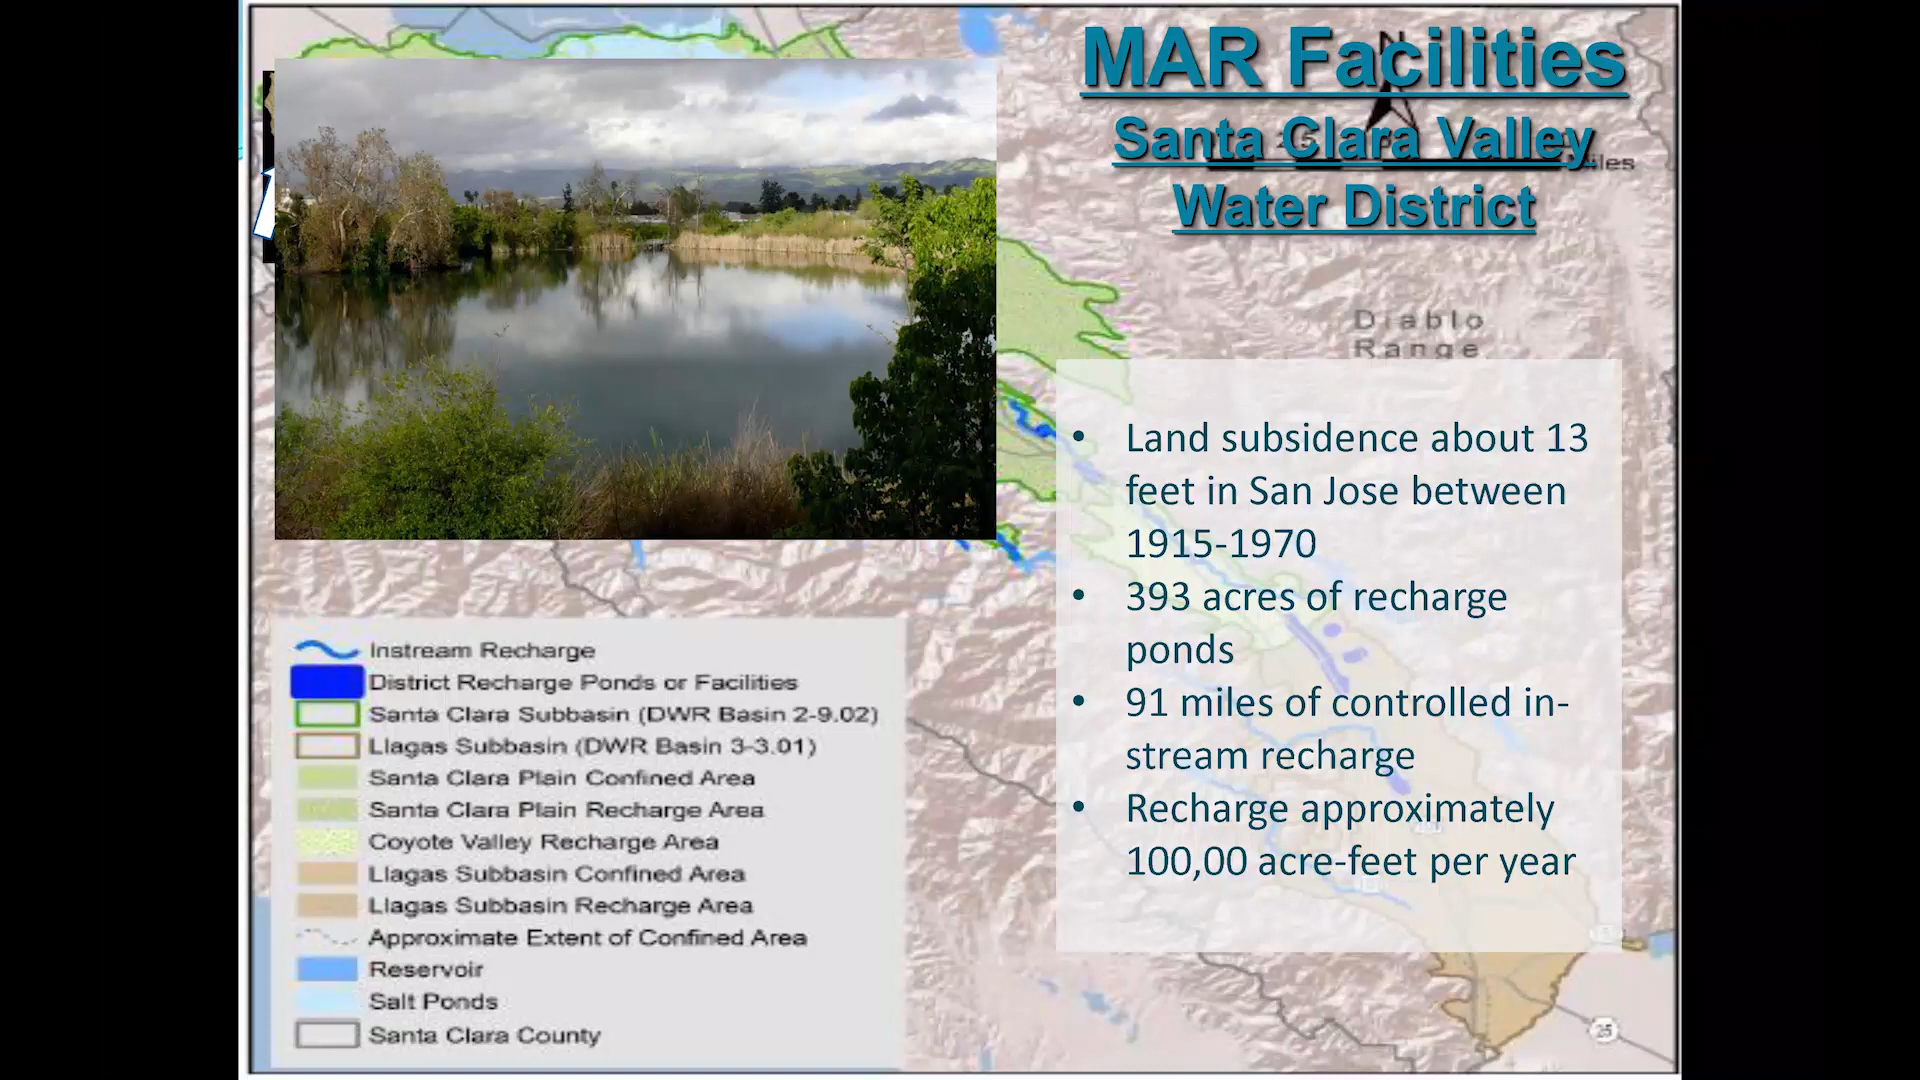 MAR Facilities
Santa Clara Valley
Water District
N
Diablo
Range
• Land subsidence about 13
feet in San Jose between
1915-1970
• 393 acres of recharge
ponds
• 91 miles of controlled in-
stream recharge
• Recharge approximately
100,00 acre-feet per year
Instream Recharge
District Recharge Ponds or Facilities
Santa Clara Subbasin (DWR Basin 2-9.02)
Llagas Subbasin (DWR Basin 3-3.01)
Santa Clara Plain Confined Area
Santa Clara Plain Recharge Area
Coyote Valley Recharge Area
Llagas Subbasin Confined Area
Llagas Subbasin Recharge Area
Approximate Extent of Confined Area
Reservoir
Salt Ponds
Santa Clara County
25